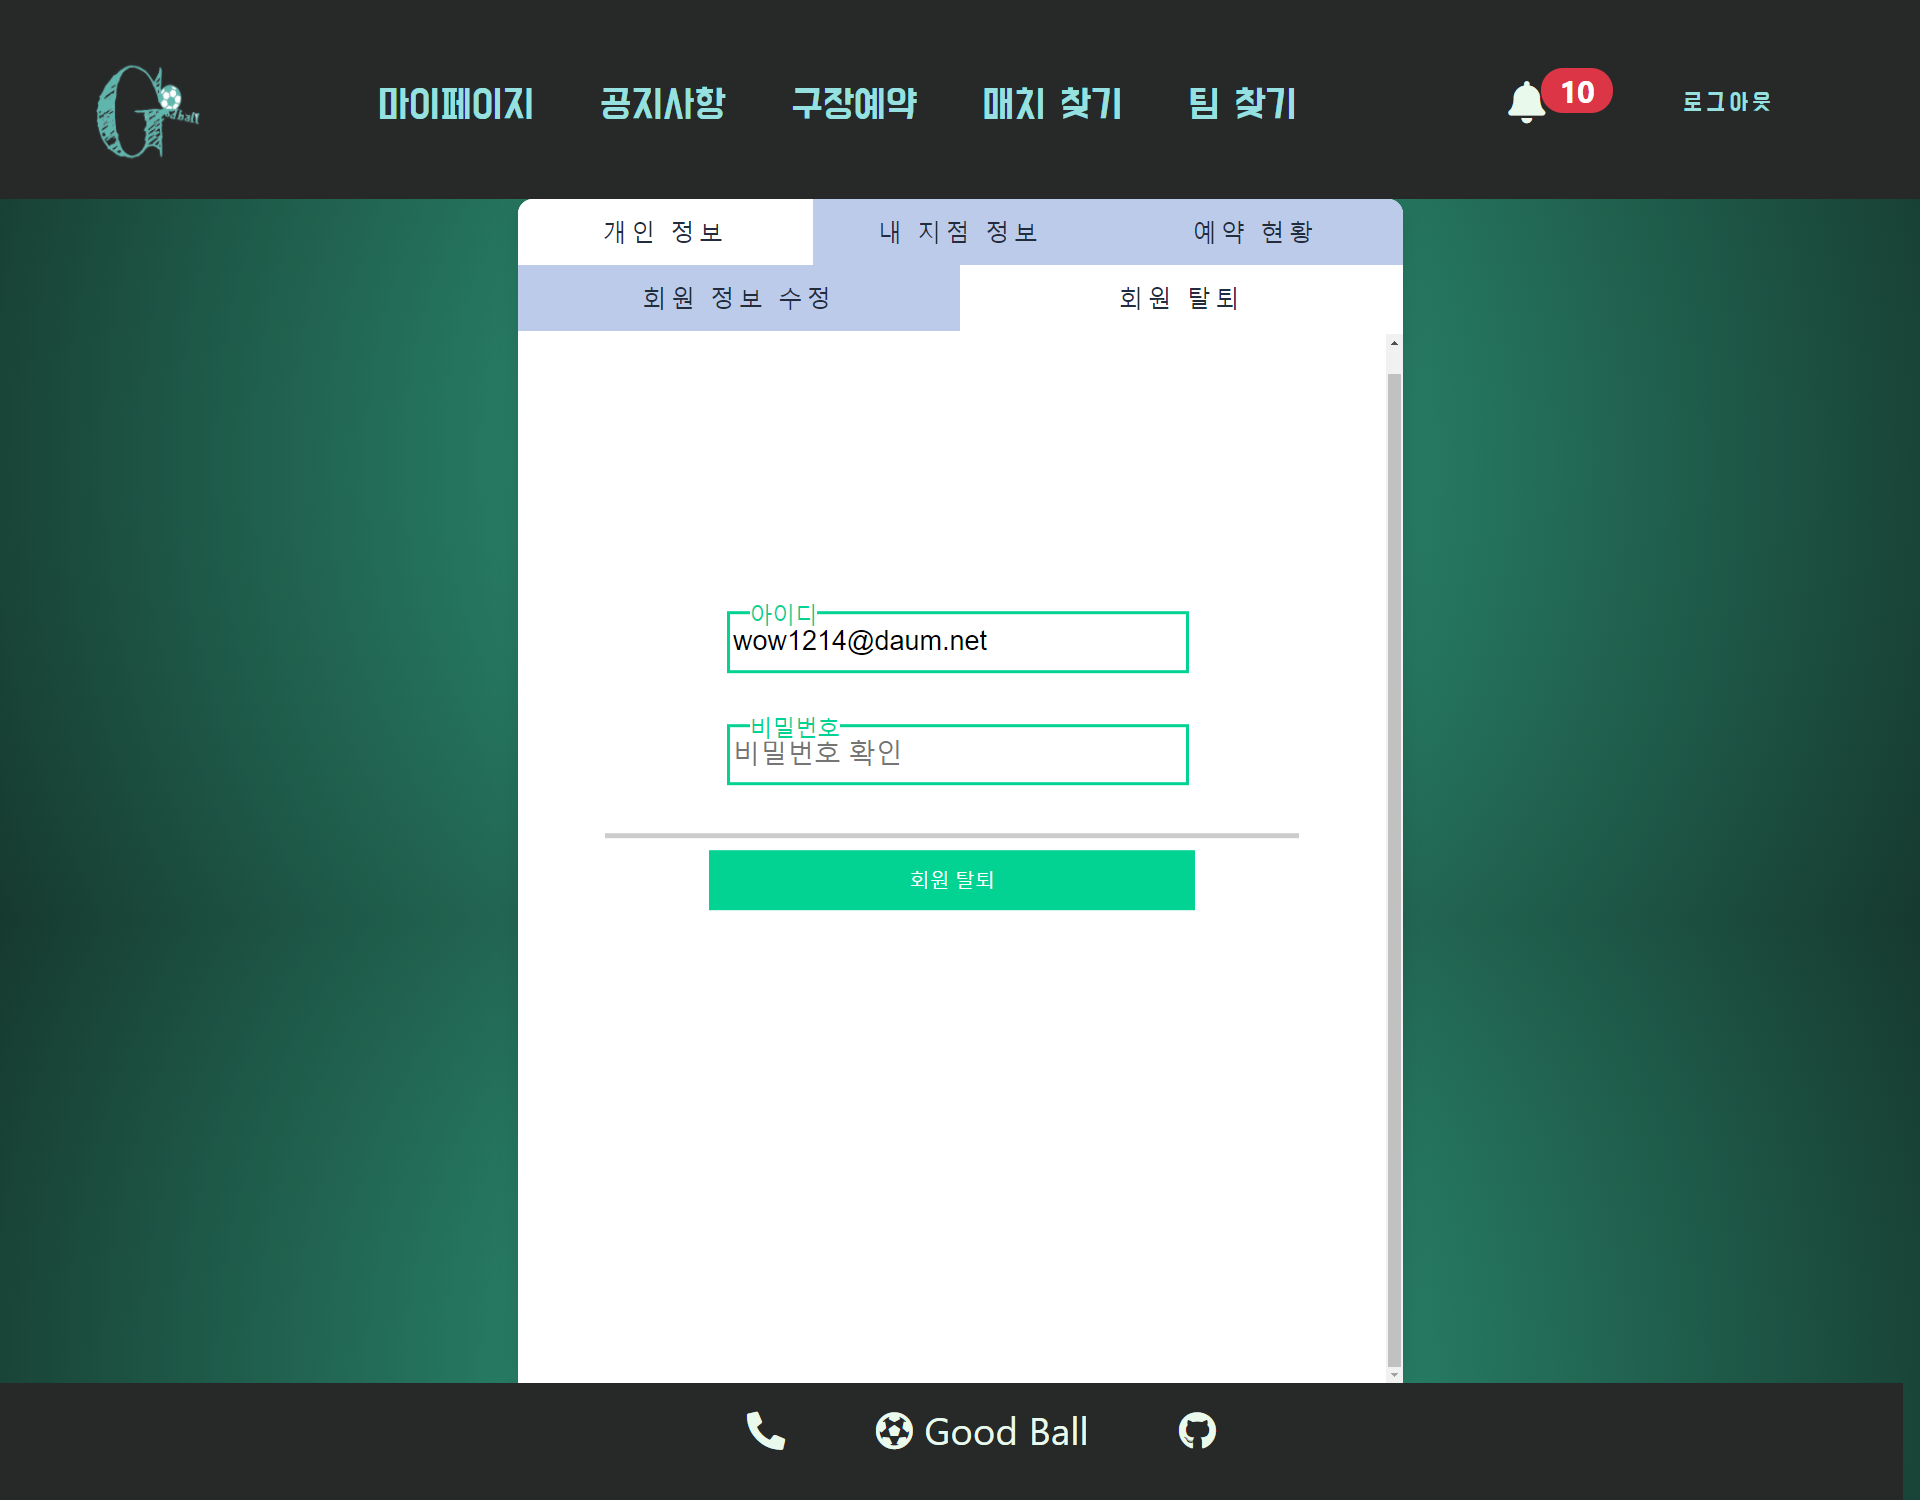 G dball
마이페이지 공지사항 구장예약 매치 찾기 팀 찾기 10 로그아웃
개인 정보 내 지점 정보 예약 현황
회원 정보 수정 회원 탈퇴
아이디
wow1214@daum.net
비밀번호
비밀번호 확인
회원 탈퇴
Good Ball